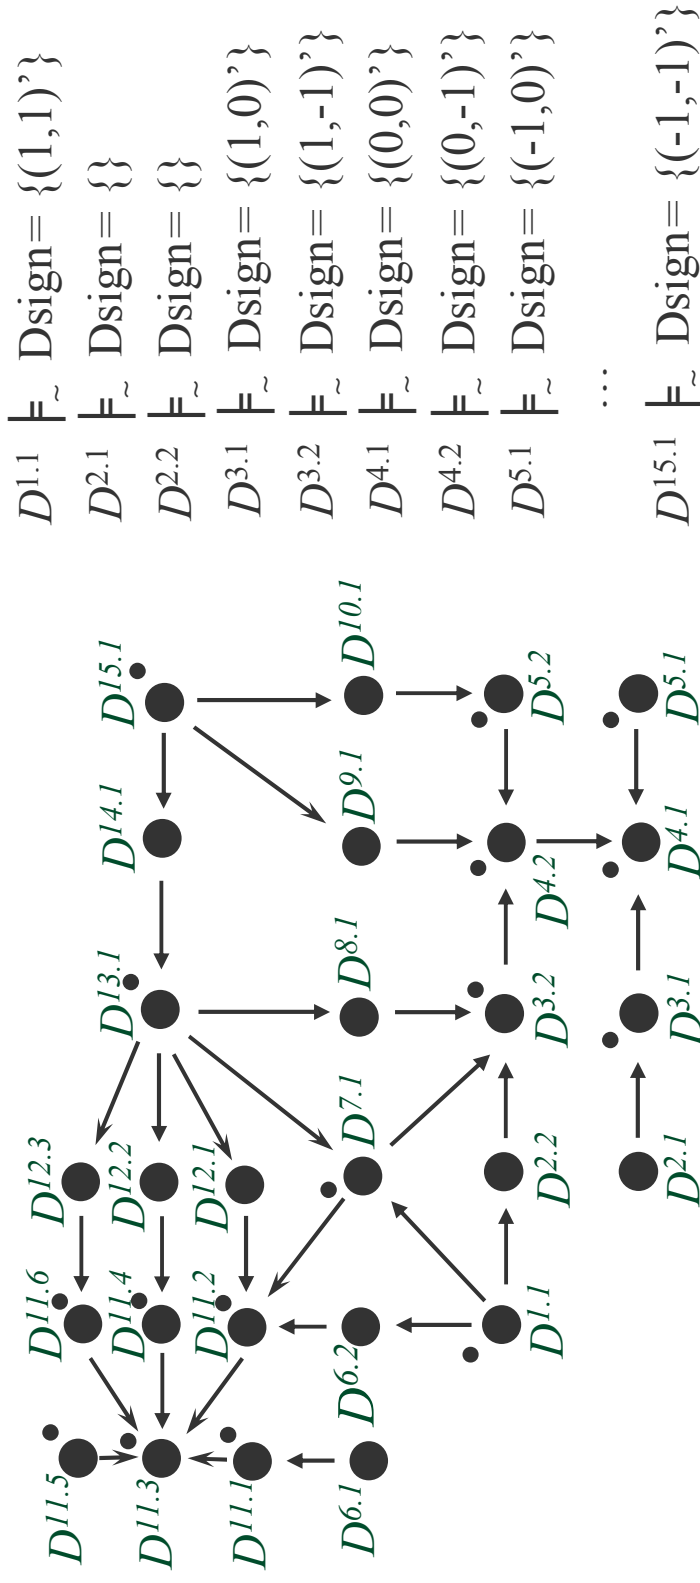 D^11.5 D^11.6 D^12.3
D^11.3 D^11.4 D^12.2 D^13.1 D^14.1 D^15.1
D^11.1 D^11.2 D^12.1
D^6.1 D^6.2 D^7.1 D^8.1 D^9.1 D^10.1
D^1.1 D^2.2 D^3.2 D^4.2 D^5.2
D^2.1 D^3.1 D^4.1 D^5.1
D^1.1 ⊨~ Dsign= {(1,1)’}
D^2.1 ⊨~ Dsign= {}
D^2.2 ⊨~ Dsign= {}
D^3.1 ⊨~ Dsign= {(1,0)’}
D^3.2 ⊨~ Dsign= {(1,-1)’}
D^4.1 ⊨~ Dsign= {(0,0)’}
D^4.2 ⊨~ Dsign= {(0,-1)’}
D^5.1 ⊨~ Dsign= {(-1,0)’}
…
D^15.1 ⊨~ Dsign= {(-1,-1)’}